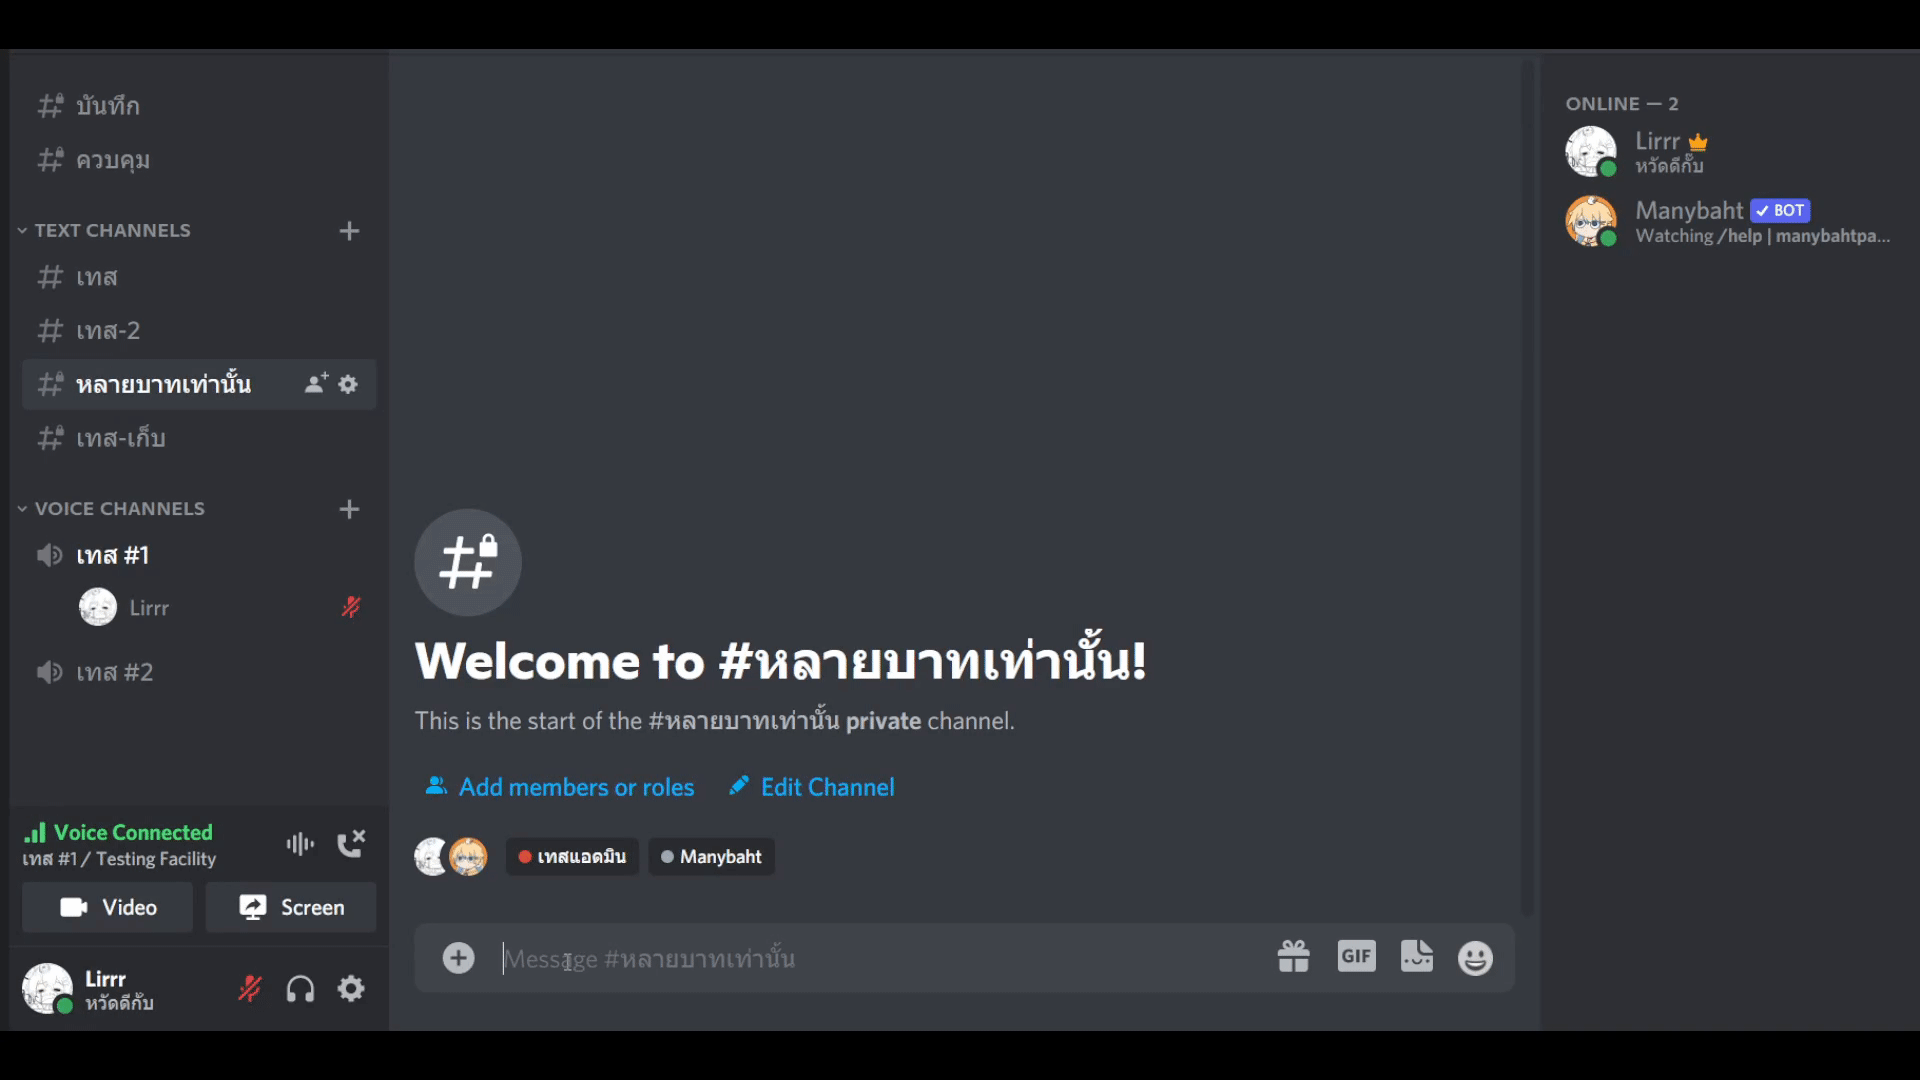 บันทึก
ควบคุม
TEXT CHANNELS
เทส
เทส-2
หลายบาทเท่านั้น
เทส-เก็บ
VOICE CHANNELS
เทส #1
Lirrr
เทส #2
Voice Connected
เทส #1 / Testing Facility
Video
Screen
Lirrr
หวัดดีกั๊บ
Welcome to #หลายบาทเท่านั้น!
This is the start of the #หลายบาทเท่านั้น private channel.
Add members or roles
Edit Channel
เทสแอดมิน
Manybaht
Message #หลายบาทเท่านั้น
GIF
ONLINE — 2
Lirrr
หวัดดีกั๊บ
Manybaht BOT
Watching /help | manybahtpa...